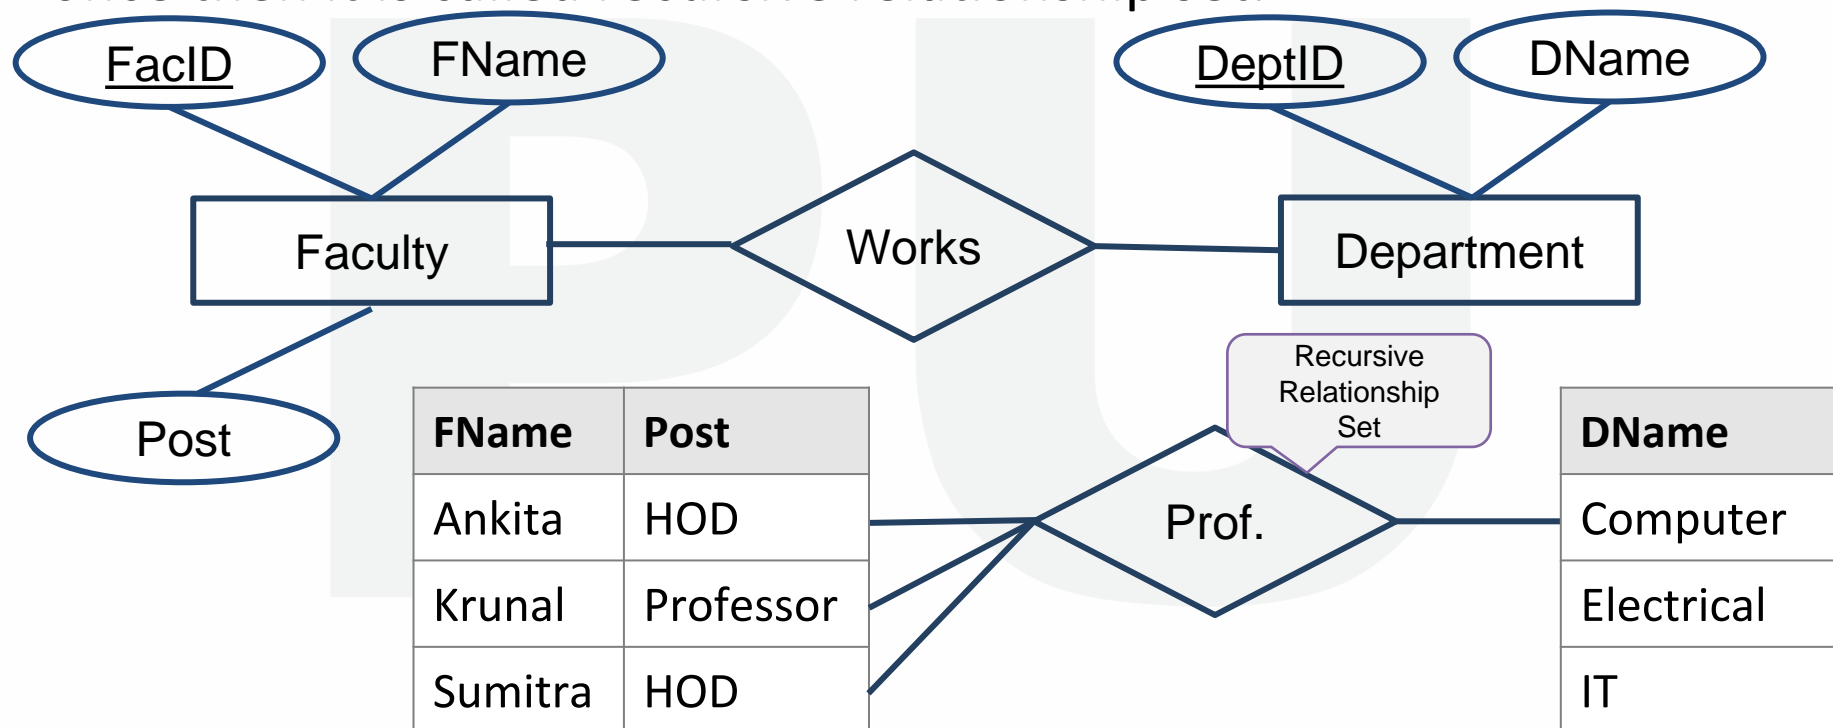 FacID
FName
DeptID
DName
Faculty
Works
Department
Post
Recursive
Relationship
Set
FName Post
Ankita HOD
Krunal Professor
Sumitra HOD
Prof.
DName
Computer
Electrical
IT
PU